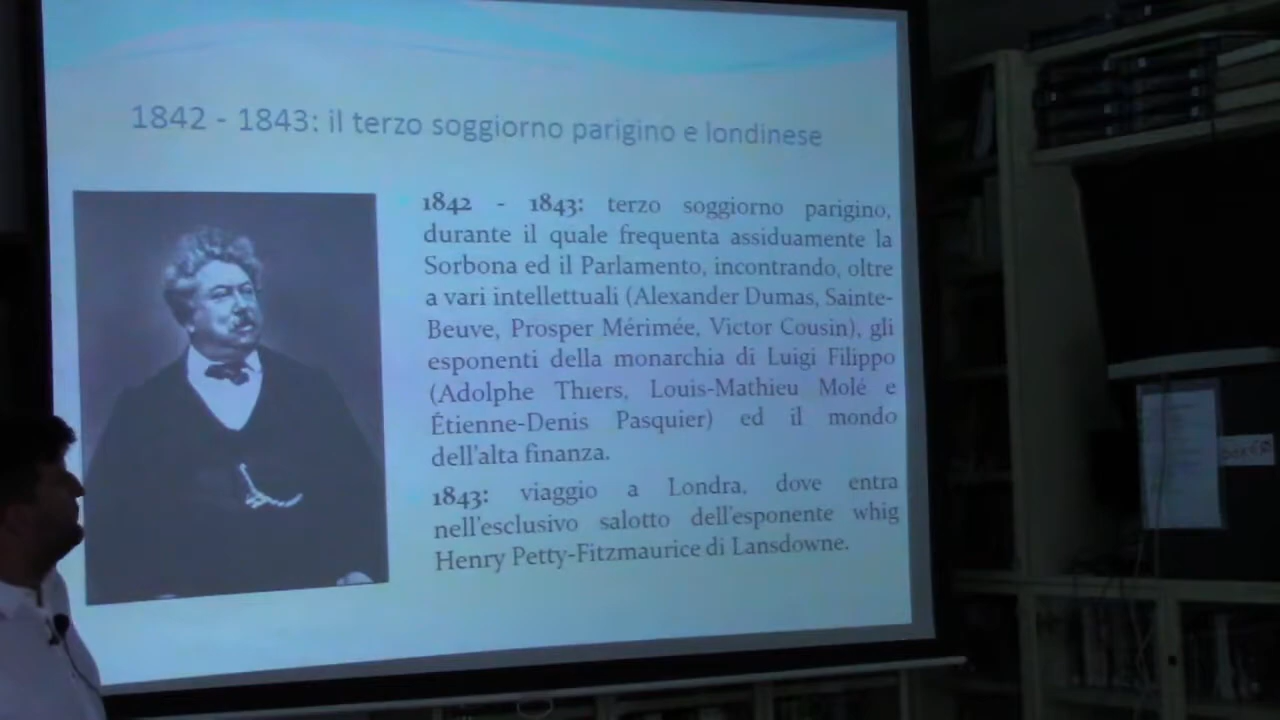 1842 - 1843: il terzo soggiorno parigino e londinese
1842 - 1843: terzo soggiorno parigino,
durante il quale frequenta assiduamente la
Sorbona ed il Parlamento, incontrando, oltre
a vari intellettuali (Alexander Dumas, Sainte-
Beuve, Prosper Mérimée, Victor Cousin), gli
esponenti della monarchia di Luigi Filippo
(Adolphe Thiers, Louis-Mathieu Molé e
Étienne-Denis Pasquier) ed il mondo
dell'alta finanza.
1843: viaggio a Londra, dove entra
nell'esclusivo salotto dell'esponente whig
Henry Petty-Fitzmaurice di Lansdowne.